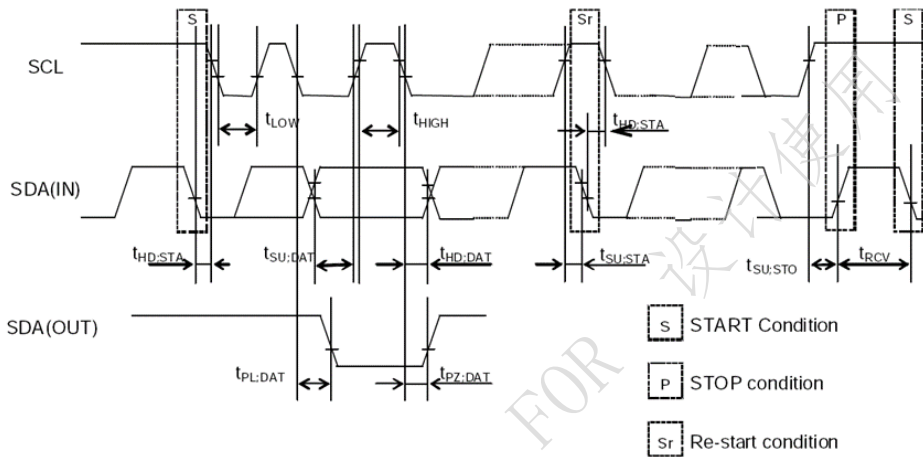 S Sr P S
SCL
tLOW tHIGH tHD;STA
SDA(IN)
tHD;STA tSU;DAT tHD;DAT tSU;STA tSU;STO tRCV
SDA(OUT)
tPL;DAT tPZ;DAT
S START Condition
P STOP condition
Sr Re-start condition
FOR 设计使用